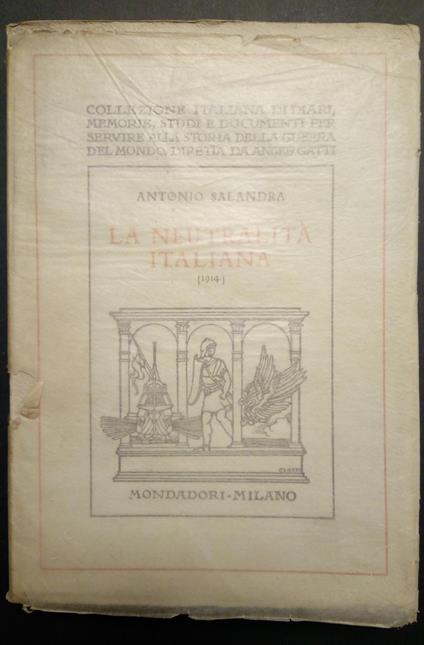 COLLEZIONE ITALIANA DI DIARI,
MEMORIE, STUDI E DOCUMENTI PER
SERVIRE ALLA STORIA DELLA GUERRA
DEL MONDO, DIRETTA DA ANGELO GATTI
ANTONIO SALANDRA
LA NEUTRALITÀ
ITALIANA
[1914]
MONDADORI - MILANO